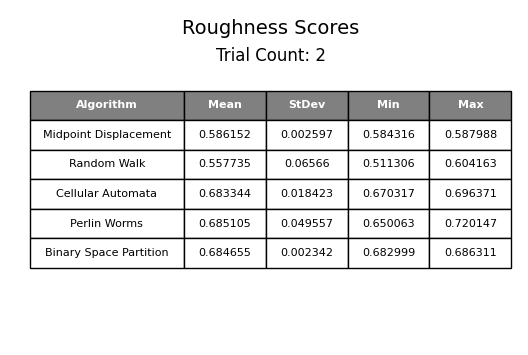 Roughness Scores
Trial Count: 2
Algorithm Mean StDev Min Max
Midpoint Displacement 0.586152 0.002597 0.584316 0.587988
Random Walk 0.557735 0.06566 0.511306 0.604163
Cellular Automata 0.683344 0.018423 0.670317 0.696371
Perlin Worms 0.685105 0.049557 0.650063 0.720147
Binary Space Partition 0.684655 0.002342 0.682999 0.686311